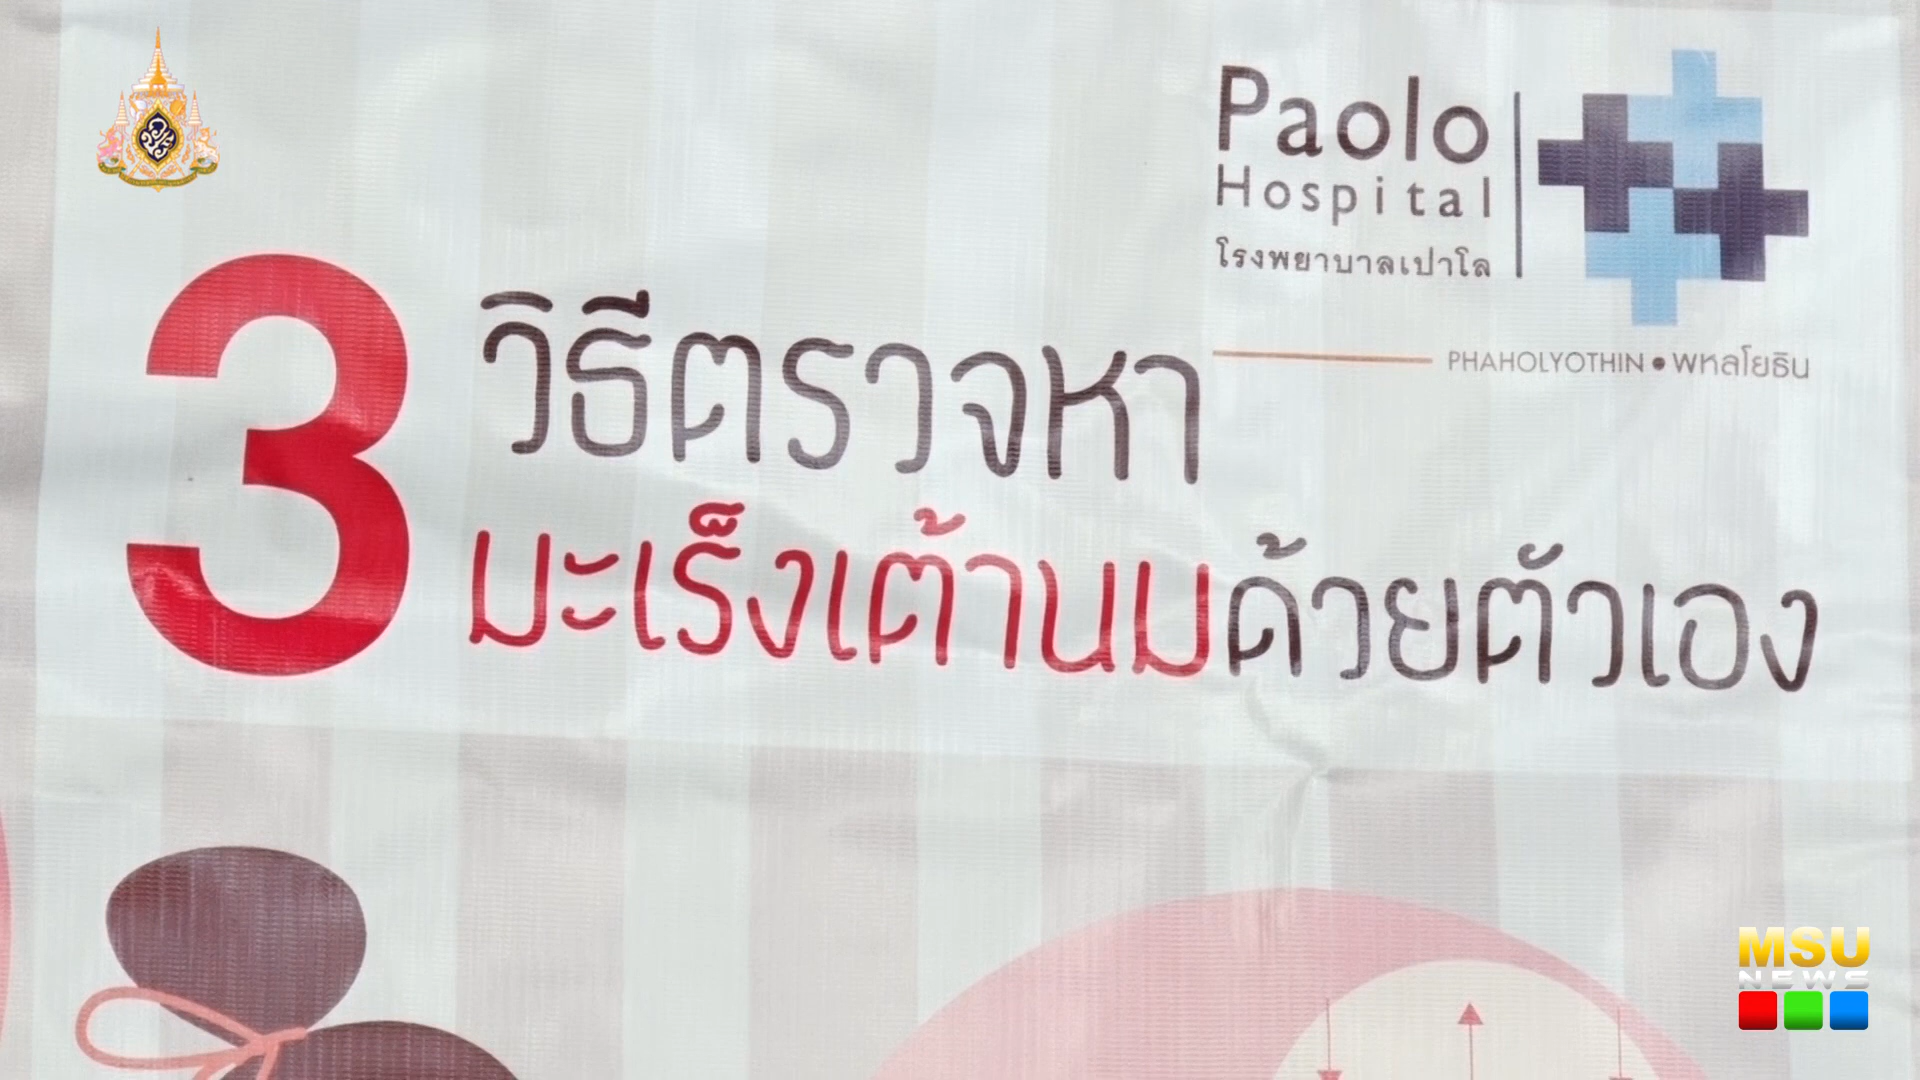 Paolo
Hospital
โรงพยาบาลเปาโล
PHAHOLYOTHIN • พหลโยธิน
3 วิธีตรวจหา
มะเร็งเต้านมด้วยตัวเอง
MSU
NEWS